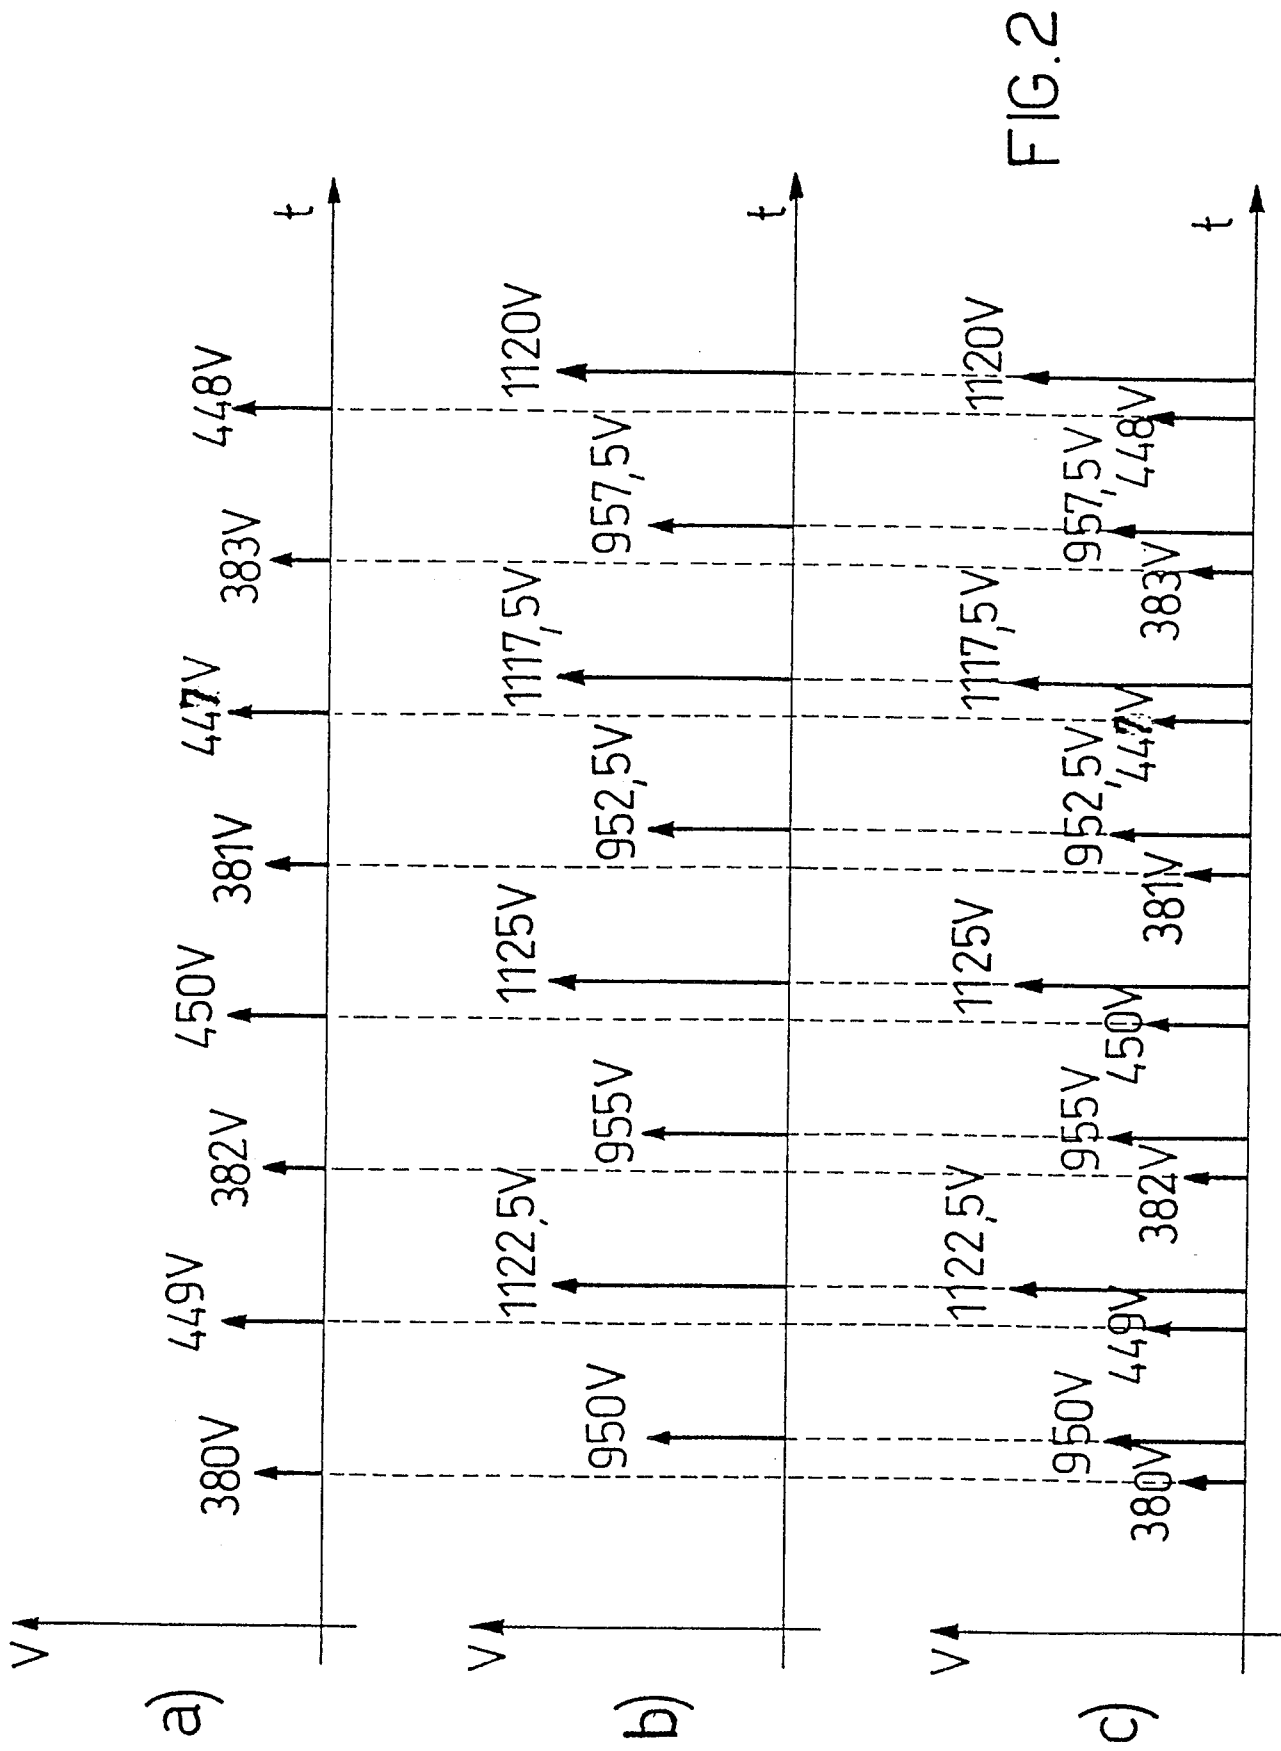 a)
V
380V
449V
382V
450V
381V
447V
383V
448V
t
b)
V
950V
1122,5V
955V
1125V
952,5V
1117,5V
957,5V
1120V
t
c)
V
380V
950V
449V
1122,5V
382V
955V
450V
1125V
381V
952,5V
447V
1117,5V
383V
957,5V
448V
1120V
t
FIG.2